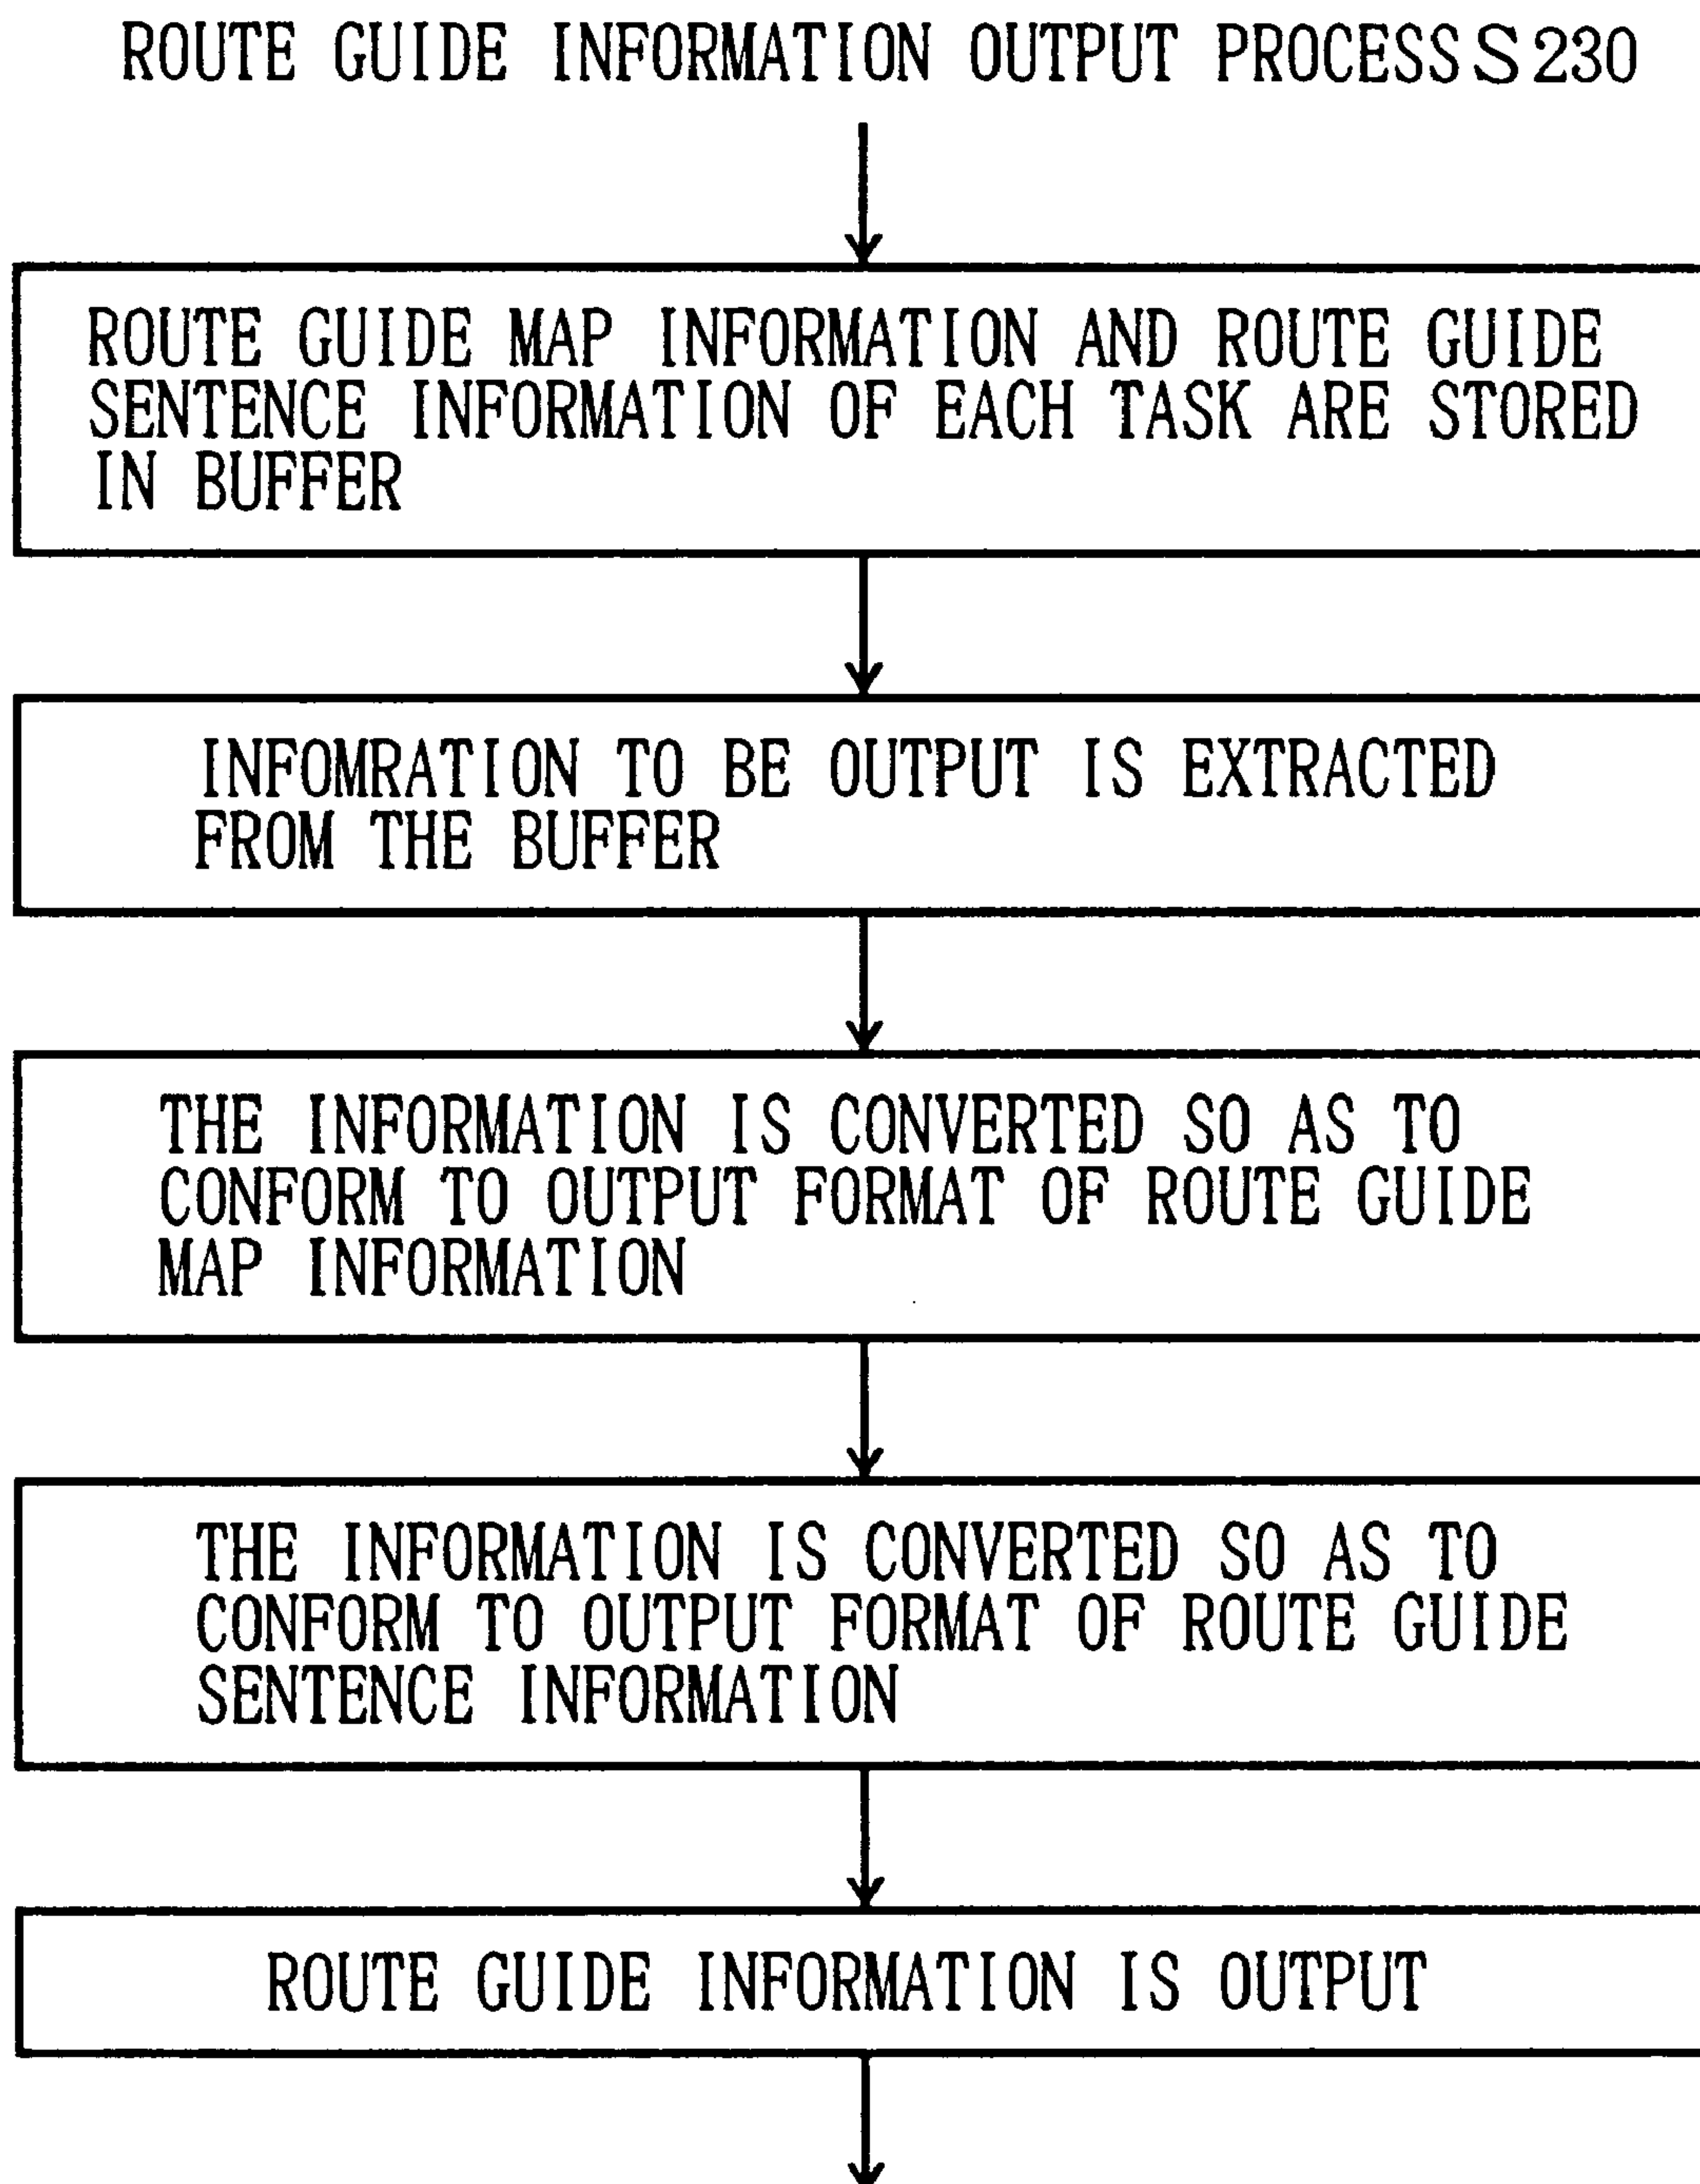 ROUTE GUIDE INFORMATION OUTPUT PROCESS S230
ROUTE GUIDE MAP INFORMATION AND ROUTE GUIDE
SENTENCE INFORMATION OF EACH TASK ARE STORED
IN BUFFER
INFOMRATION TO BE OUTPUT IS EXTRACTED
FROM THE BUFFER
THE INFORMATION IS CONVERTED SO AS TO
CONFORM TO OUTPUT FORMAT OF ROUTE GUIDE
MAP INFORMATION
THE INFORMATION IS CONVERTED SO AS TO
CONFORM TO OUTPUT FORMAT OF ROUTE GUIDE
SENTENCE INFORMATION
ROUTE GUIDE INFORMATION IS OUTPUT